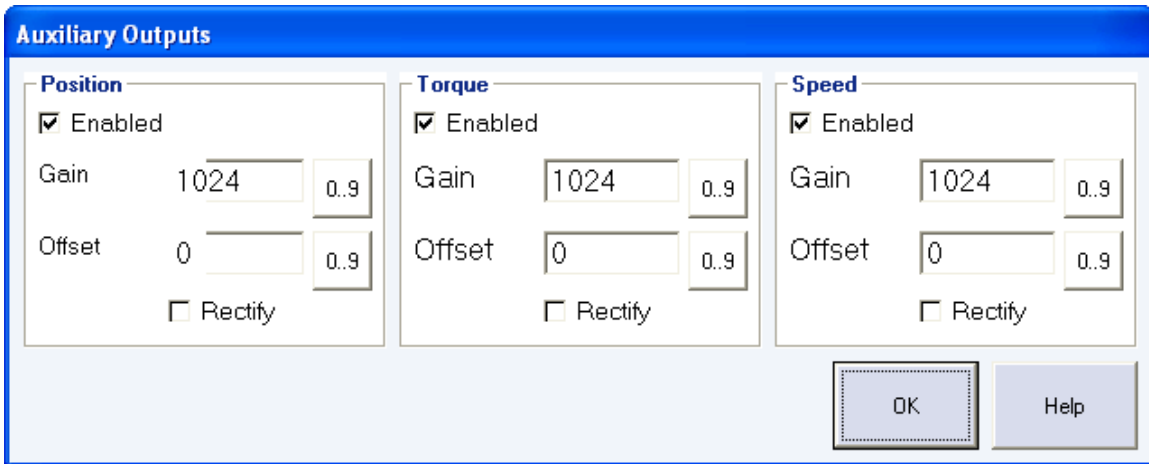 Auxiliary Outputs
Position
Enabled
Gain 1024 0..9
Offset 0 0..9
Rectify
Torque
Enabled
Gain 1024 0..9
Offset 0 0..9
Rectify
Speed
Enabled
Gain 1024 0..9
Offset 0 0..9
Rectify
OK Help